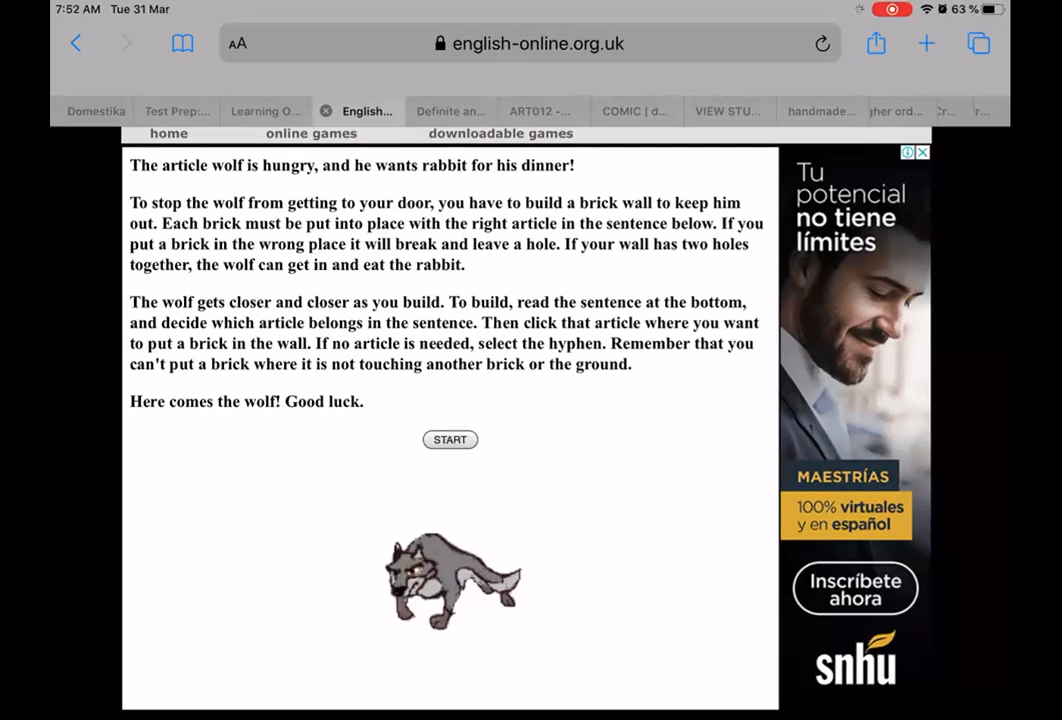 7:52 AM Tue 31 Mar
63 %
AA
english-online.org.uk
Domestika
Test Prep:...
Learning O...
English...
Definite an...
ART012 -...
COMIC | d...
VIEW STU...
handmade...
gher ord...
r...
home
online games
downloadable games
The article wolf is hungry, and he wants rabbit for his dinner!
To stop the wolf from getting to your door, you have to build a brick wall to keep him
out. Each brick must be put into place with the right article in the sentence below. If you
put a brick in the wrong place it will break and leave a hole. If your wall has two holes
together, the wolf can get in and eat the rabbit.
The wolf gets closer and closer as you build. To build, read the sentence at the bottom,
and decide which article belongs in the sentence. Then click that article where you want
to put a brick in the wall. If no article is needed, select the hyphen. Remember that you
can't put a brick where it is not touching another brick or the ground.
Here comes the wolf! Good luck.
START
Tu
potencial
no tiene
límites
MAESTRÍAS
100% virtuales
y en español
Inscríbete
ahora
snhu